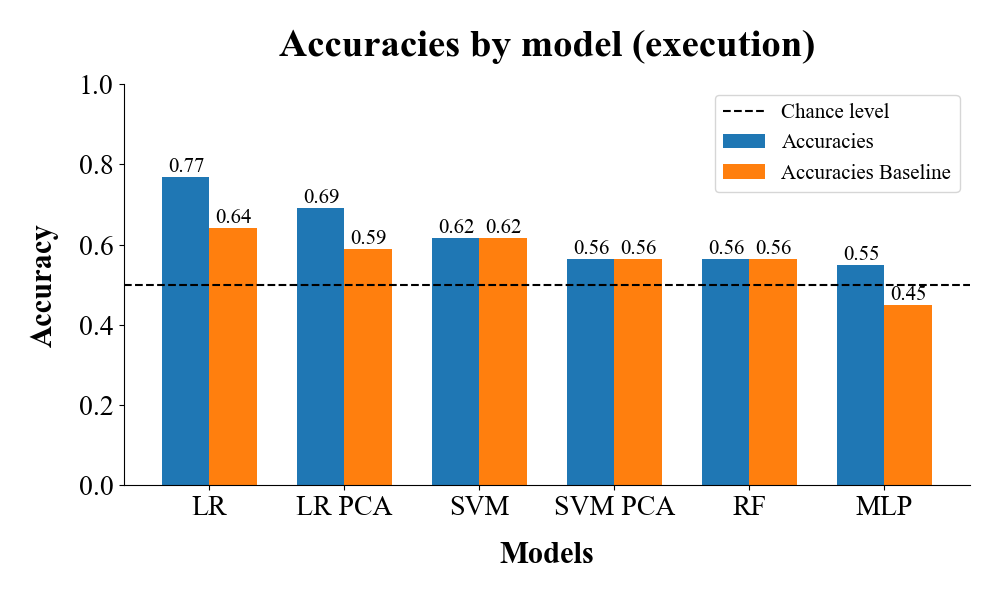 Accuracies by model (execution)
Accuracy
1.0
0.8
0.6
0.4
0.2
0.0
Chance level
Accuracies
Accuracies Baseline
0.77
0.64
0.69
0.59
0.62
0.62
0.56
0.56
0.56
0.56
0.55
0.45
LR
LR PCA
SVM
SVM PCA
RF
MLP
Models